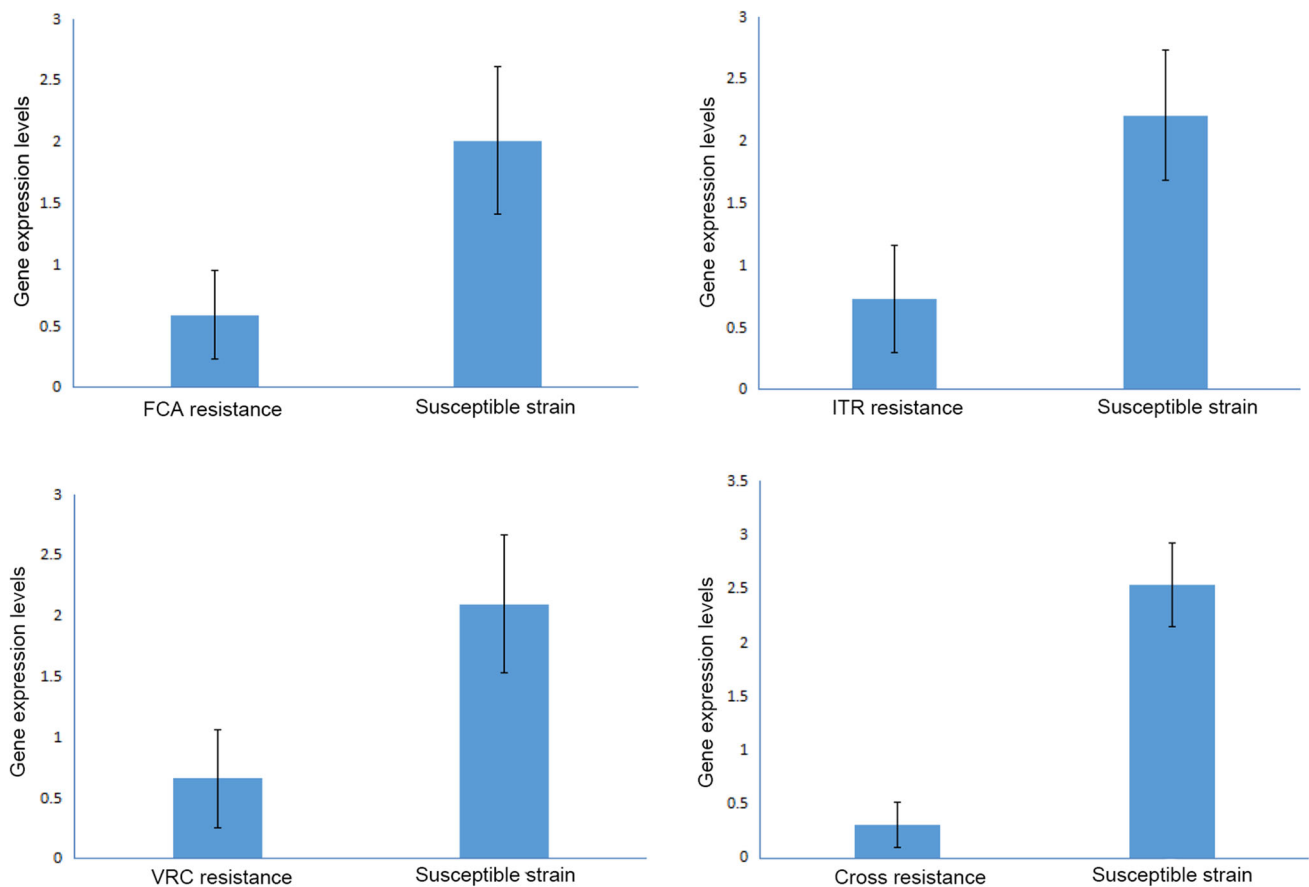 Gene expression levels
3
2.5
2
1.5
1
0.5
0
FCA resistance
Susceptible strain
Gene expression levels
3
2.5
2
1.5
1
0.5
0
ITR resistance
Susceptible strain
Gene expression levels
3
2.5
2
1.5
1
0.5
0
VRC resistance
Susceptible strain
Gene expression levels
3.5
3
2.5
2
1.5
1
0.5
0
Cross resistance
Susceptible strain